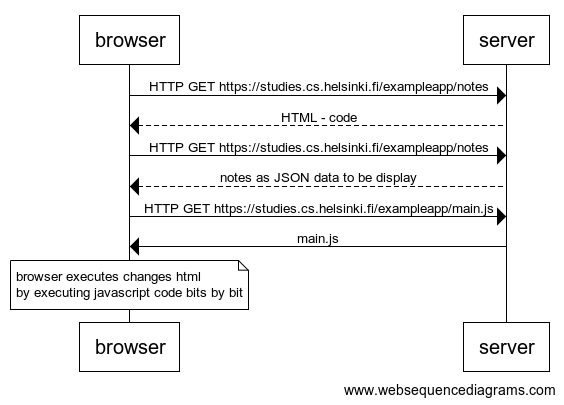 browser
server
HTTP GET https://studies.cs.helsinki.fi/exampleapp/notes
HTML - code
HTTP GET https://studies.cs.helsinki.fi/exampleapp/notes
notes as JSON data to be display
HTTP GET https://studies.cs.helsinki.fi/exampleapp/main.js
main.js
browser executes changes html
by executing javascript code bits by bit
browser
server
www.websequencediagrams.com